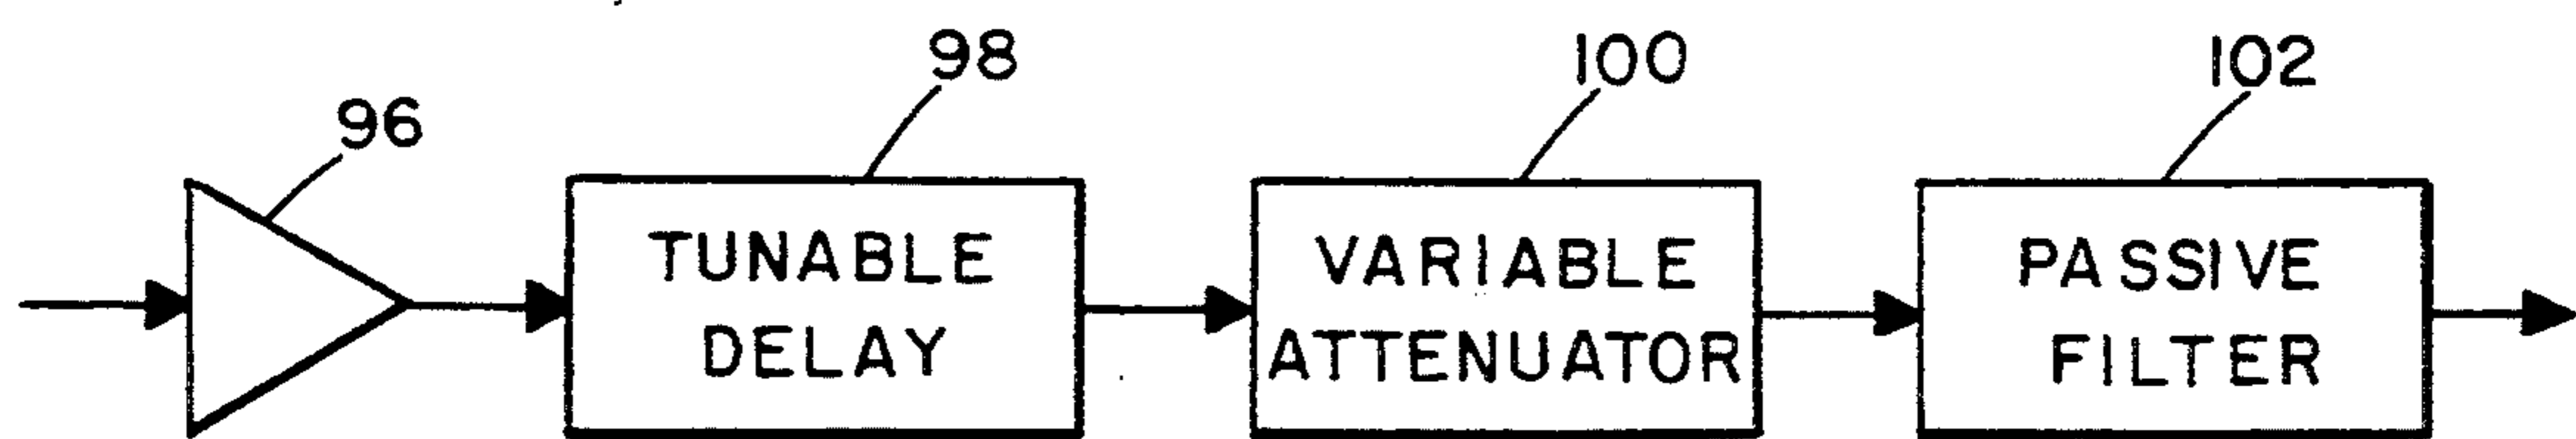 96
98
100
102
TUNABLE
DELAY
VARIABLE
ATTENUATOR
PASSIVE
FILTER